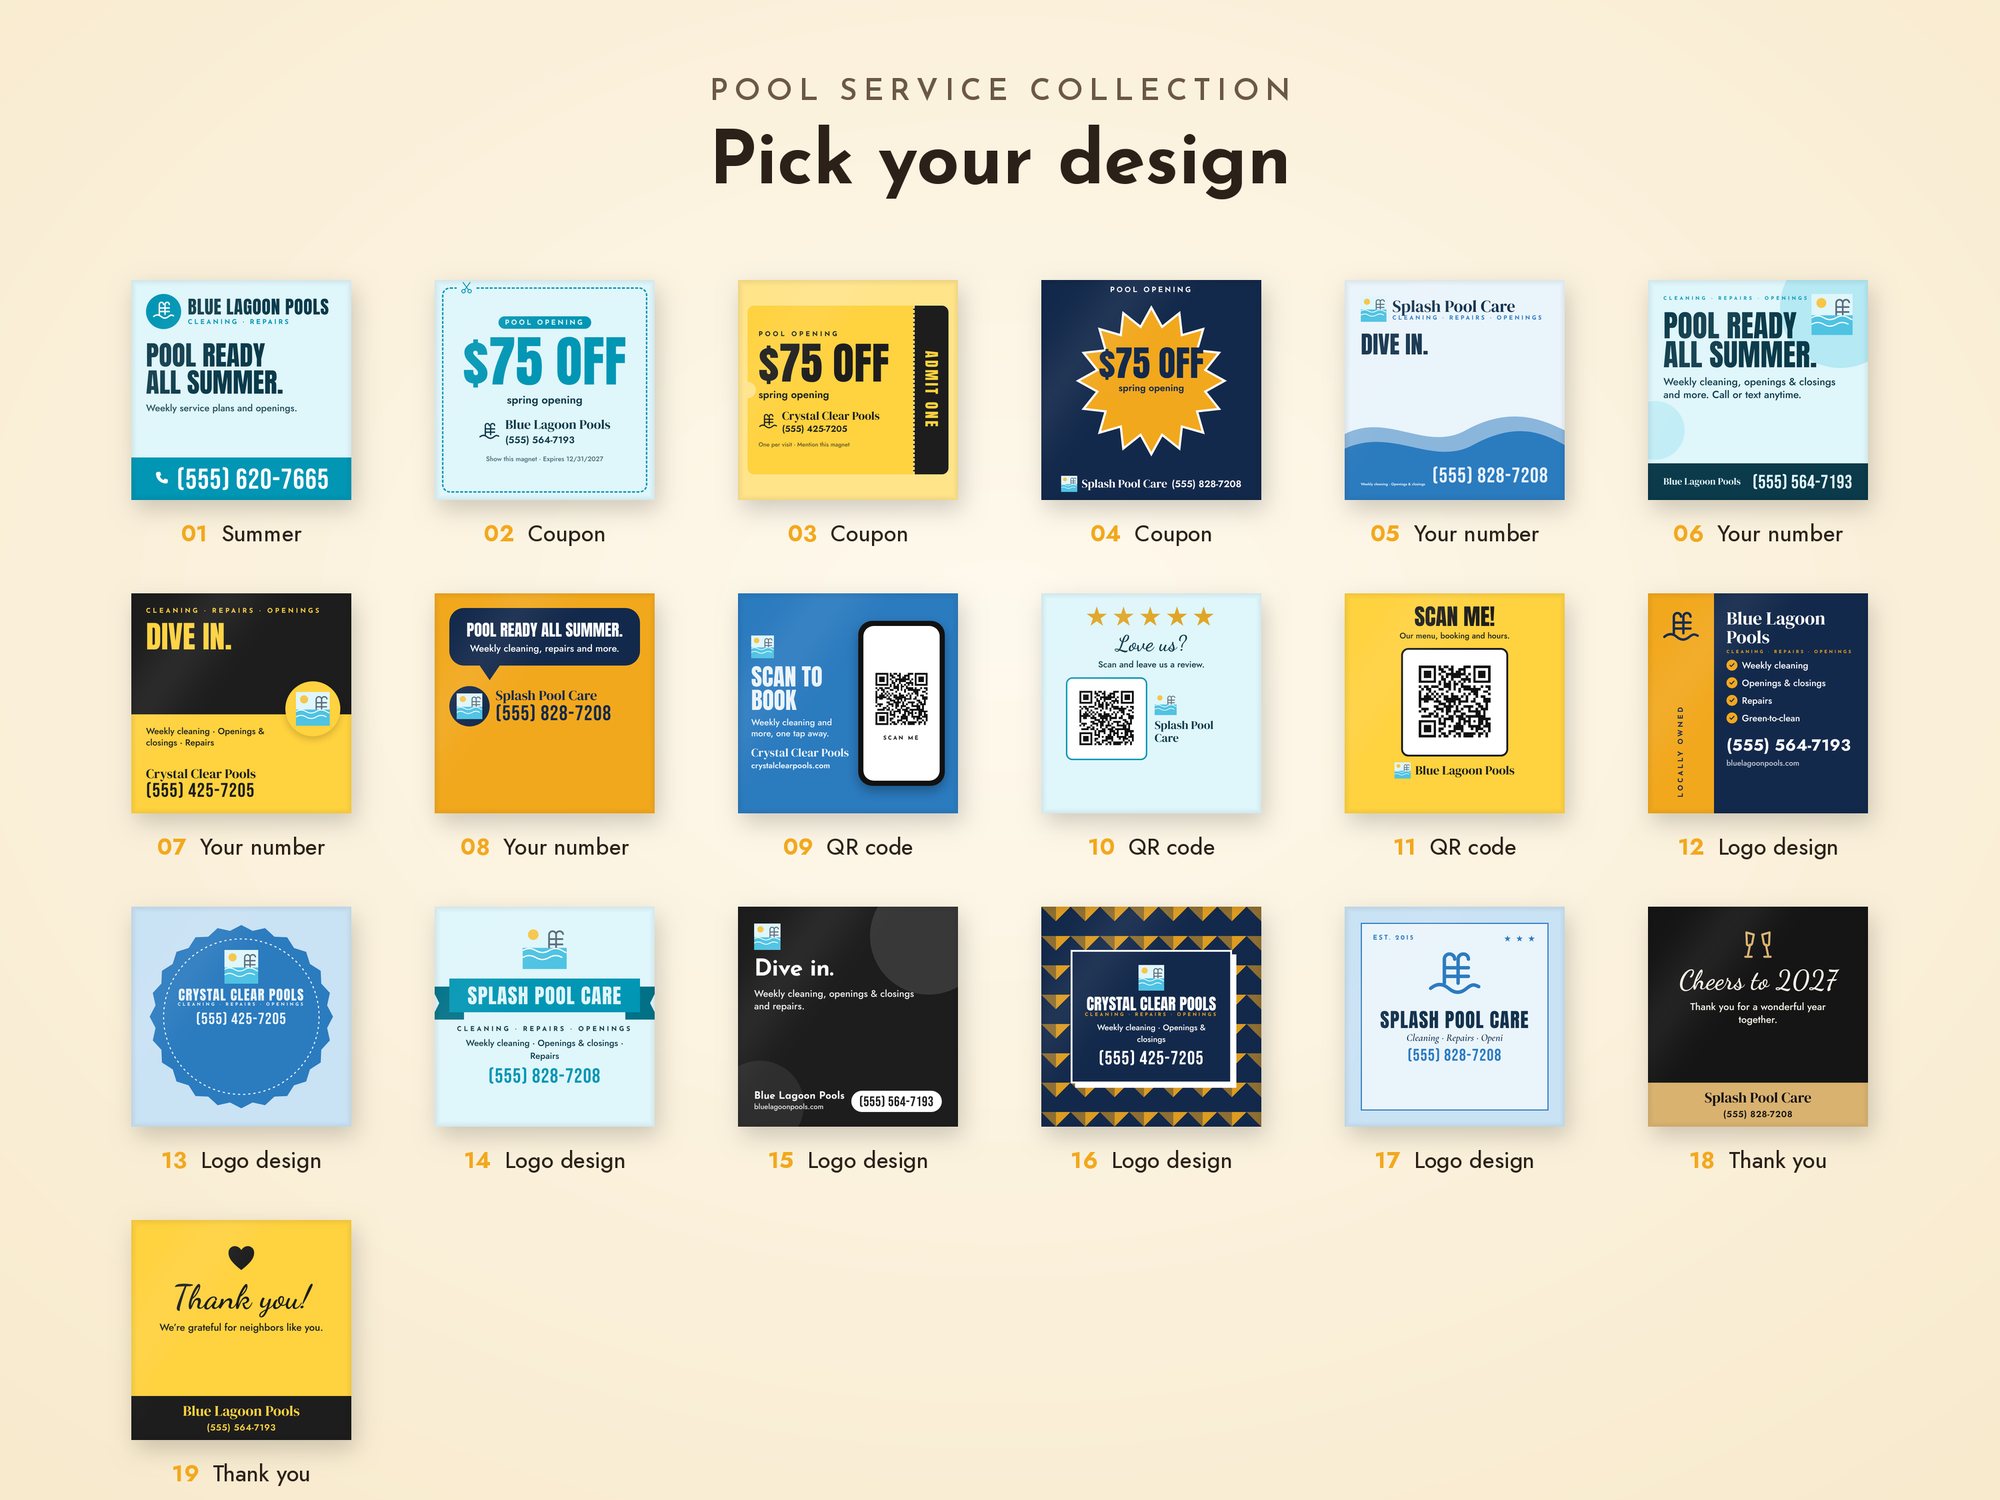 POOL SERVICE COLLECTION
Pick your design
BLUE LAGOON POOLS
CLEANING · REPAIRS
POOL READY
ALL SUMMER.
Weekly service plans and openings.
(555) 620-7665
01 Summer
POOL OPENING
$75 OFF
spring opening
Blue Lagoon Pools
(555) 564-7193
Show this magnet · Expires 12/31/2027
02 Coupon
POOL OPENING
$75 OFF
spring opening
Crystal Clear Pools
(555) 425-7205
One per visit · Mention this magnet
ADMIT ONE
03 Coupon
POOL OPENING
$75 OFF
spring opening
Splash Pool Care (555) 828-7208
04 Coupon
Splash Pool Care
CLEANING · REPAIRS · OPENINGS
DIVE IN.
Weekly cleaning · Openings & closings
(555) 828-7208
05 Your number
CLEANING · REPAIRS · OPENINGS
POOL READY
ALL SUMMER.
Weekly cleaning, openings & closings
and more. Call or text anytime.
Blue Lagoon Pools (555) 564-7193
06 Your number
CLEANING · REPAIRS · OPENINGS
DIVE IN.
Weekly cleaning · Openings &
closings · Repairs
Crystal Clear Pools
(555) 425-7205
07 Your number
POOL READY ALL SUMMER.
Weekly cleaning, repairs and more.
Splash Pool Care
(555) 828-7208
08 Your number
SCAN TO
BOOK
Weekly cleaning and
more, one tap away.
Crystal Clear Pools
crystalclearpools.com
SCAN ME
09 QR code
Love us?
Scan and leave us a review.
Splash Pool
Care
10 QR code
SCAN ME!
Our menu, booking and hours.
Blue Lagoon Pools
11 QR code
LOCALLY OWNED
Blue Lagoon
Pools
CLEANING · REPAIRS · OPENINGS
Weekly cleaning
Openings & closings
Repairs
Green-to-clean
(555) 564-7193
bluelagoonpools.com
12 Logo design
CRYSTAL CLEAR POOLS
CLEANING · REPAIRS · OPENINGS
(555) 425-7205
13 Logo design
SPLASH POOL CARE
CLEANING · REPAIRS · OPENINGS
Weekly cleaning · Openings & closings ·
Repairs
(555) 828-7208
14 Logo design
Dive in.
Weekly cleaning, openings & closings
and repairs.
Blue Lagoon Pools
bluelagoonpools.com
(555) 564-7193
15 Logo design
CRYSTAL CLEAR POOLS
CLEANING · REPAIRS · OPENINGS
Weekly cleaning · Openings &
closings
(555) 425-7205
16 Logo design
EST. 2015
SPLASH POOL CARE
Cleaning · Repairs · Openi
(555) 828-7208
17 Logo design
Cheers to 2027
Thank you for a wonderful year
together.
Splash Pool Care
(555) 828-7208
18 Thank you
Thank you!
We're grateful for neighbors like you.
Blue Lagoon Pools
(555) 564-7193
19 Thank you